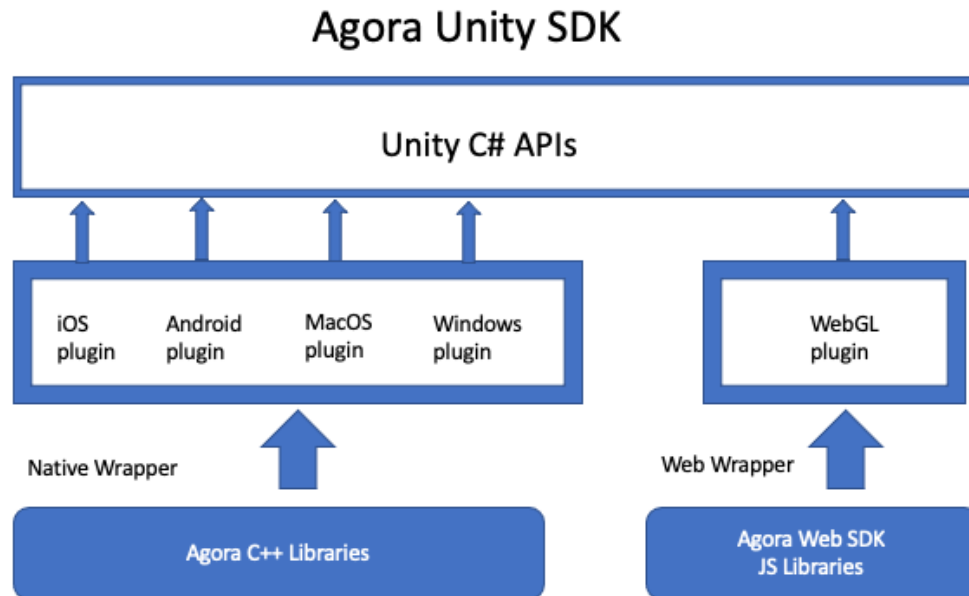 Agora Unity SDK
Unity C# APIs
iOS
plugin
Android
plugin
MacOS
plugin
Windows
plugin
WebGL
plugin
Native Wrapper
Web Wrapper
Agora C++ Libraries
Agora Web SDK
JS Libraries